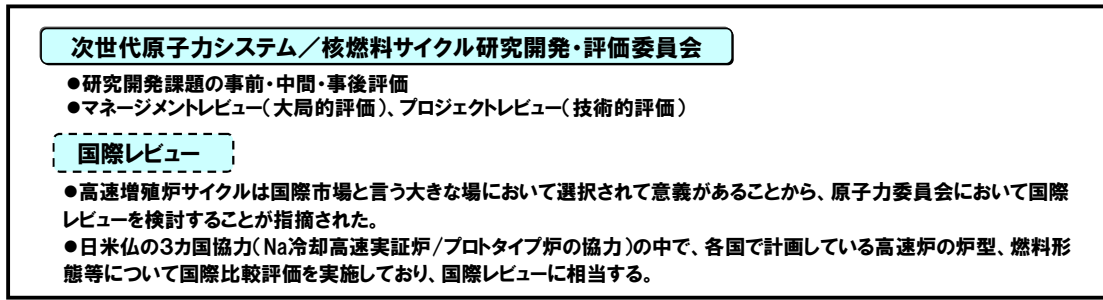 次世代原子力システム／核燃料サイクル研究開発・評価委員会
●研究開発課題の事前・中間・事後評価
●マネージメントレビュー（大局的評価）、プロジェクトレビュー（技術的評価）
国際レビュー
●高速増殖炉サイクルは国際市場と言う大きな場において選択されて意義があることから、原子力委員会において国際
レビューを検討することが指摘された。
●日米仏の３カ国協力（Na冷却高速実証炉/プロトタイプ炉の協力）の中で、各国で計画している高速炉の炉型、燃料形
態等について国際比較評価を実施しており、国際レビューに相当する。